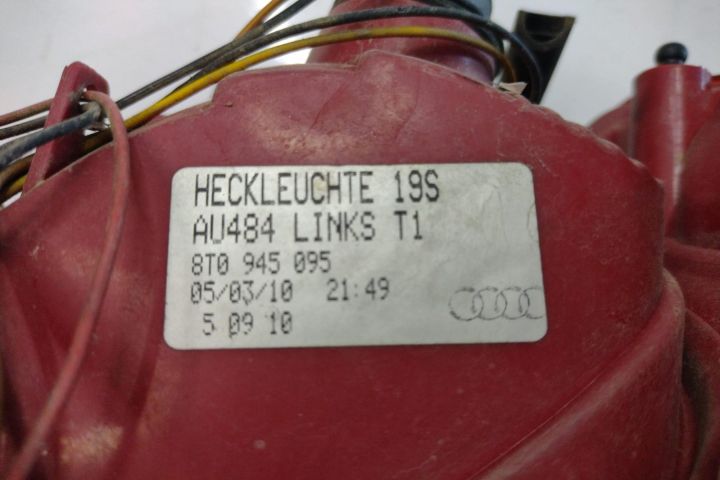 HECKLEUCHTE 19S
AU484 LINKS T1
8T0 945 095
05/03/10 21:49
5 09 10